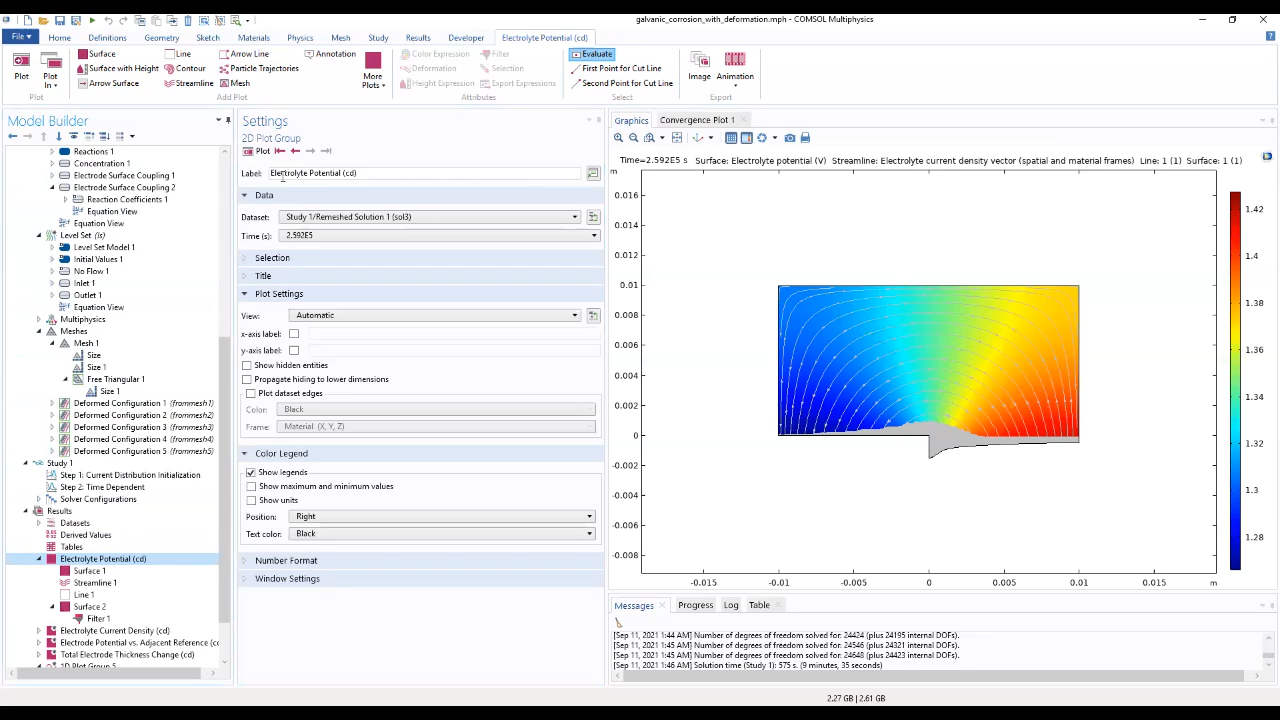 galvanic_corrosion_with_deformation.mph - COMSOL Multiphysics
File Home Definitions Geometry Sketch Materials Physics Mesh Study Results Developer Electrolyte Potential (cd)
Plot
Plot In
Plot
Surface Line Arrow Line Annotation
Surface with Height Contour Particle Trajectories
Arrow Surface Streamline Mesh
More Plots
Add Plot
Color Expression Filter
Deformation Selection
Height Expression Export Expressions
Attributes
Evaluate
First Point for Cut Line
Second Point for Cut Line
Select
Image Animation
Export
Model Builder
Reactions 1
Concentration 1
Electrode Surface Coupling 1
Electrode Surface Coupling 2
Reaction Coefficients 1
Equation View
Equation View
Level Set (ls)
Level Set Model 1
Initial Values 1
No Flow 1
Inlet 1
Outlet 1
Equation View
Multiphysics
Meshes
Mesh 1
Size
Size 1
Free Triangular 1
Size 1
Deformed Configuration 1 (frommesh1)
Deformed Configuration 2 (frommesh2)
Deformed Configuration 3 (frommesh3)
Deformed Configuration 4 (frommesh4)
Deformed Configuration 5 (frommesh5)
Study 1
Step 1: Current Distribution Initialization
Step 2: Time Dependent
Solver Configurations
Results
Datasets
Derived Values
Tables
Electrolyte Potential (cd)
Surface 1
Streamline 1
Line 1
Surface 2
Filter 1
Electrolyte Current Density (cd)
Electrode Potential vs. Adjacent Reference (cc
Total Electrode Thickness Change (cd)
1D Plot Group 5
Settings
2D Plot Group
Plot
Label: Electrolyte Potential (cd)
Data
Dataset: Study 1/Remeshed Solution 1 (sol3)
Time (s): 2.592E5
Selection
Title
Plot Settings
View: Automatic
x-axis label:
y-axis label:
Show hidden entities
Propagate hiding to lower dimensions
Plot dataset edges
Color: Black
Frame: Material (X, Y, Z)
Color Legend
Show legends
Show maximum and minimum values
Show units
Position: Right
Text color: Black
Number Format
Window Settings
Graphics Convergence Plot 1
Time=2.592E5 s Surface: Electrolyte potential (V) Streamline: Electrolyte current density vector (spatial and material frames) Line: 1 (1) Surface: 1 (1)
m
0.016
0.014
0.012
0.01
0.008
0.006
0.004
0.002
0
-0.002
-0.004
-0.006
-0.008
-0.015 -0.01 -0.005 0 0.005 0.01 0.015 m
1.42
1.4
1.38
1.36
1.34
1.32
1.3
1.28
Messages Progress Log Table
[Sep 11, 2021 1:44 AM] Number of degrees of freedom solved for: 24424 (plus 24195 internal DOFs).
[Sep 11, 2021 1:45 AM] Number of degrees of freedom solved for: 24546 (plus 24321 internal DOFs).
[Sep 11, 2021 1:45 AM] Number of degrees of freedom solved for: 24648 (plus 24423 internal DOFs).
[Sep 11, 2021 1:46 AM] Solution time (Study 1): 575 s. (9 minutes, 35 seconds)
2.27 GB | 2.61 GB